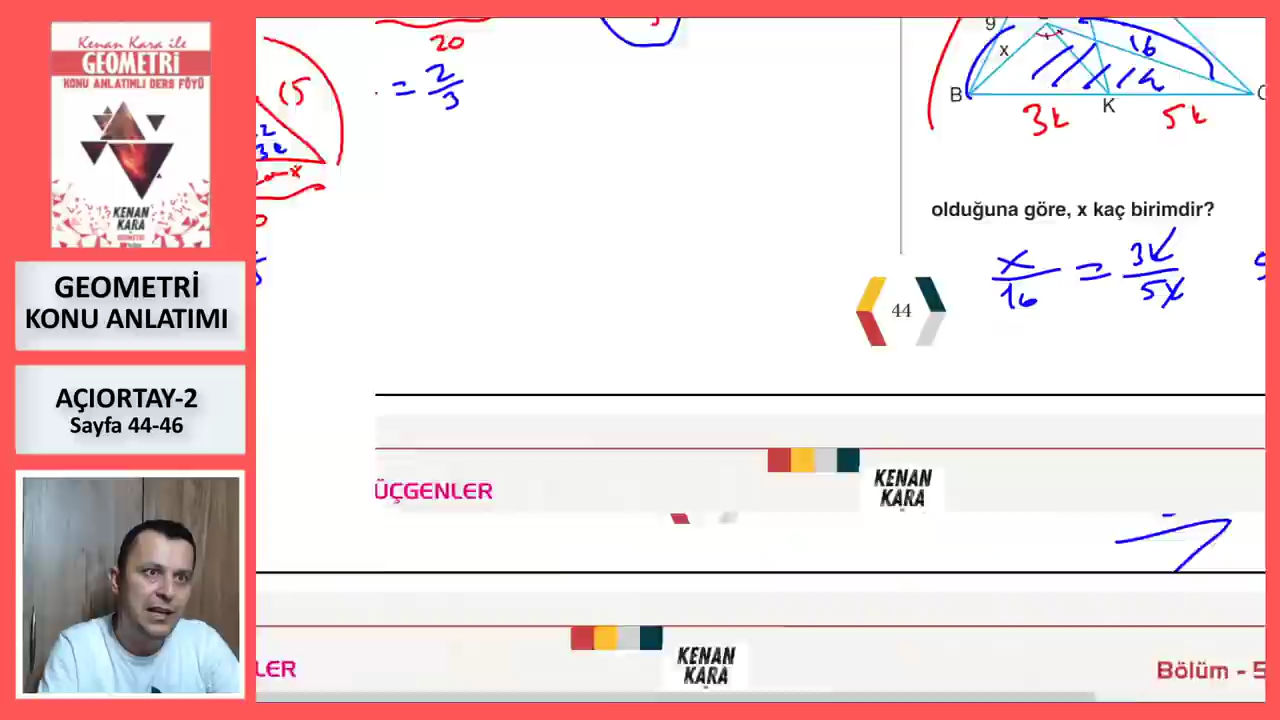 Kenan Kara ile
GEOMETRİ
KONU ANLATIMLI DERS FÖYÜ
KENAN
KARA
GEOMETRİ
KONU ANLATIMI
AÇIORTAY-2
Sayfa 44-46
15
3k
20
= 2/3
9
x
16
B
K
3k
5k
olduğuna göre, x kaç birimdir?
x/16 = 3k/5k
44
ÜÇGENLER
KENAN
KARA
LER
KENAN
KARA
Bölüm - 5